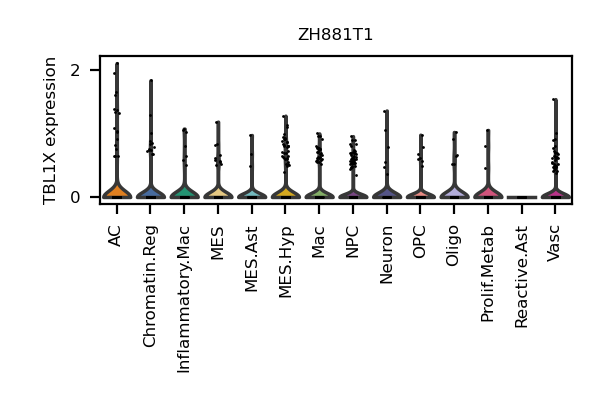 ZH881T1
TBL1X expression
2
0
AC
Chromatin.Reg
Inflammatory.Mac
MES
MES.Ast
MES.Hyp
Mac
NPC
Neuron
OPC
Oligo
Prolif.Metab
Reactive.Ast
Vasc